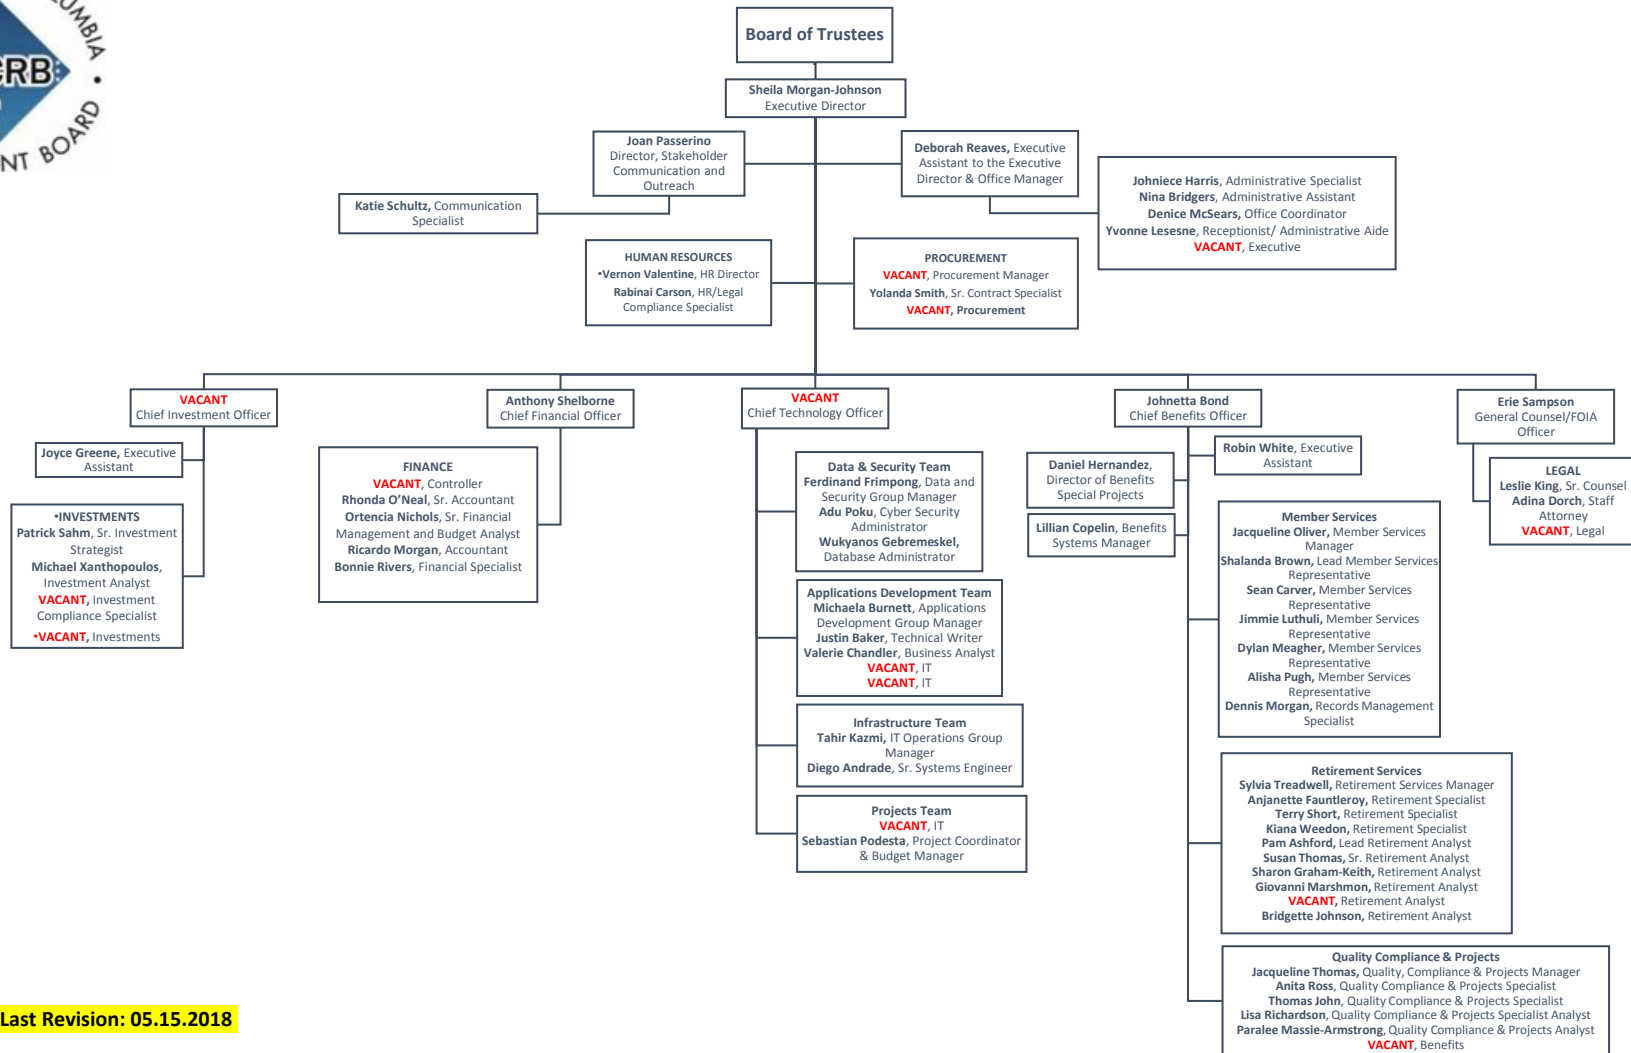 UMBIA
CRB
NT BOARD
Board of Trustees
Sheila Morgan-Johnson
Executive Director
Joan Passerino
Director, Stakeholder
Communication and
Outreach
Deborah Reaves, Executive
Assistant to the Executive
Director & Office Manager
Katie Schultz, Communication
Specialist
Johniece Harris, Administrative Specialist
Nina Bridgers, Administrative Assistant
Denice McSears, Office Coordinator
Yvonne Lesesne, Receptionist/ Administrative Aide
VACANT, Executive
HUMAN RESOURCES
•Vernon Valentine, HR Director
Rabinai Carson, HR/Legal
Compliance Specialist
PROCUREMENT
VACANT, Procurement Manager
Yolanda Smith, Sr. Contract Specialist
VACANT, Procurement
VACANT
Chief Investment Officer
Joyce Greene, Executive
Assistant
•INVESTMENTS
Patrick Sahm, Sr. Investment
Strategist
Michael Xanthopoulos,
Investment Analyst
VACANT, Investment
Compliance Specialist
•VACANT, Investments
Anthony Shelborne
Chief Financial Officer
FINANCE
VACANT, Controller
Rhonda O'Neal, Sr. Accountant
Ortencia Nichols, Sr. Financial
Management and Budget Analyst
Ricardo Morgan, Accountant
Bonnie Rivers, Financial Specialist
VACANT
Chief Technology Officer
Data & Security Team
Ferdinand Frimpong, Data and
Security Group Manager
Adu Poku, Cyber Security
Administrator
Wukyanos Gebremeskel,
Database Administrator
Applications Development Team
Michaela Burnett, Applications
Development Group Manager
Justin Baker, Technical Writer
Valerie Chandler, Business Analyst
VACANT, IT
VACANT, IT
Infrastructure Team
Tahir Kazmi, IT Operations Group
Manager
Diego Andrade, Sr. Systems Engineer
Projects Team
VACANT, IT
Sebastian Podesta, Project Coordinator
& Budget Manager
Johnetta Bond
Chief Benefits Officer
Robin White, Executive
Assistant
Daniel Hernandez,
Director of Benefits
Special Projects
Lillian Copelin, Benefits
Systems Manager
Member Services
Jacqueline Oliver, Member Services
Manager
Shalanda Brown, Lead Member Services
Representative
Sean Carver, Member Services
Representative
Jimmie Luthuli, Member Services
Representative
Dylan Meagher, Member Services
Representative
Alisha Pugh, Member Services
Representative
Dennis Morgan, Records Management
Specialist
Retirement Services
Sylvia Treadwell, Retirement Services Manager
Anjanette Fauntleroy, Retirement Specialist
Terry Short, Retirement Specialist
Kiana Weedon, Retirement Specialist
Pam Ashford, Lead Retirement Analyst
Susan Thomas, Sr. Retirement Analyst
Sharon Graham-Keith, Retirement Analyst
Giovanni Marshmon, Retirement Analyst
VACANT, Retirement Analyst
Bridgette Johnson, Retirement Analyst
Quality Compliance & Projects
Jacqueline Thomas, Quality, Compliance & Projects Manager
Anita Ross, Quality Compliance & Projects Specialist
Thomas John, Quality Compliance & Projects Specialist
Lisa Richardson, Quality Compliance & Projects Specialist Analyst
Paralee Massie-Armstrong, Quality Compliance & Projects Analyst
VACANT, Benefits
Erie Sampson
General Counsel/FOIA
Officer
LEGAL
Leslie King, Sr. Counsel
Adina Dorch, Staff
Attorney
VACANT, Legal
Last Revision: 05.15.2018